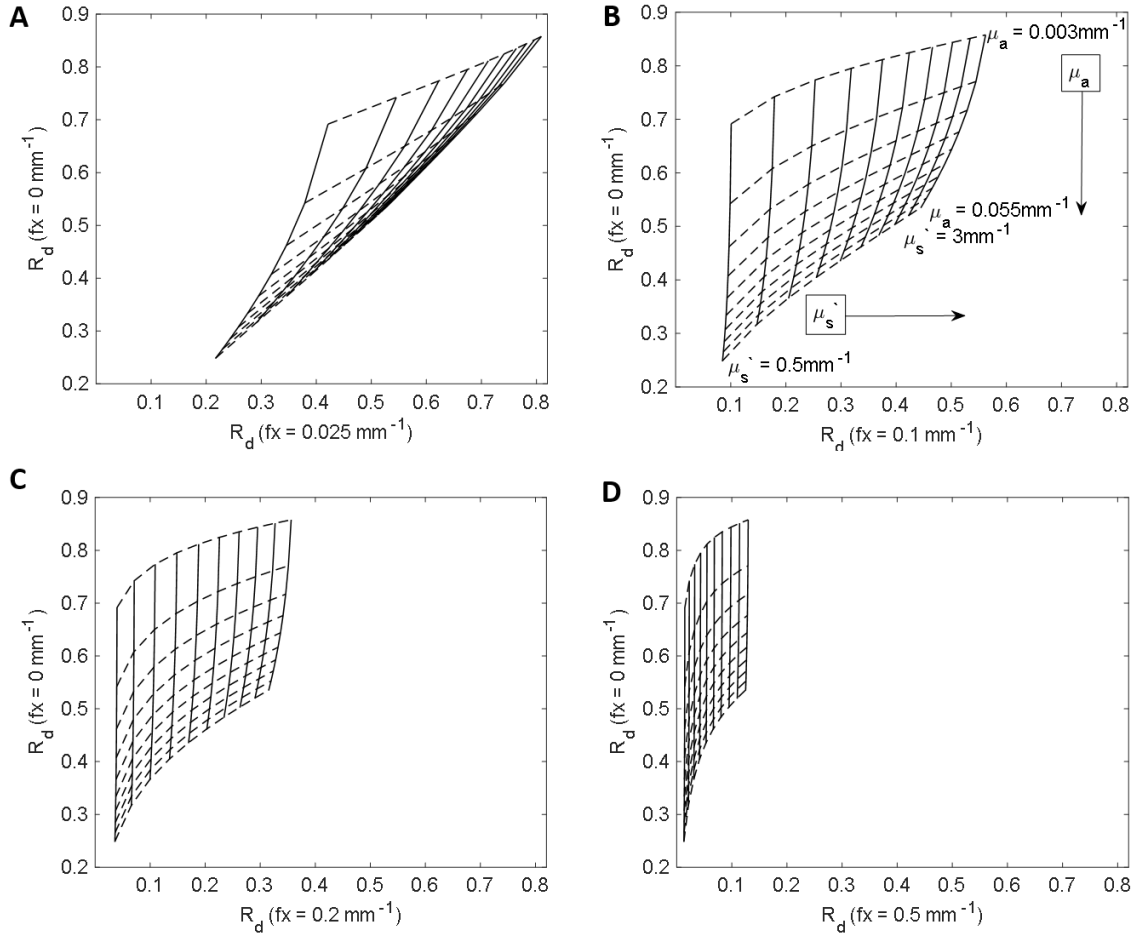 A
0.9
0.8
0.7
0.6
0.5
0.4
0.3
0.2
R_d (fx = 0 mm^-1)
0.1 0.2 0.3 0.4 0.5 0.6 0.7 0.8
R_d (fx = 0.025 mm^-1)
B
0.9
0.8
0.7
0.6
0.5
0.4
0.3
0.2
R_d (fx = 0 mm^-1)
μ_a = 0.003mm^-1
μ_a
μ_a = 0.055mm^-1
μ_s` = 3mm^-1
μ_s`
μ_s` = 0.5mm^-1
0.1 0.2 0.3 0.4 0.5 0.6 0.7 0.8
R_d (fx = 0.1 mm^-1)
C
0.9
0.8
0.7
0.6
0.5
0.4
0.3
0.2
R_d (fx = 0 mm^-1)
0.1 0.2 0.3 0.4 0.5 0.6 0.7 0.8
R_d (fx = 0.2 mm^-1)
D
0.9
0.8
0.7
0.6
0.5
0.4
0.3
0.2
R_d (fx = 0 mm^-1)
0.1 0.2 0.3 0.4 0.5 0.6 0.7 0.8
R_d (fx = 0.5 mm^-1)